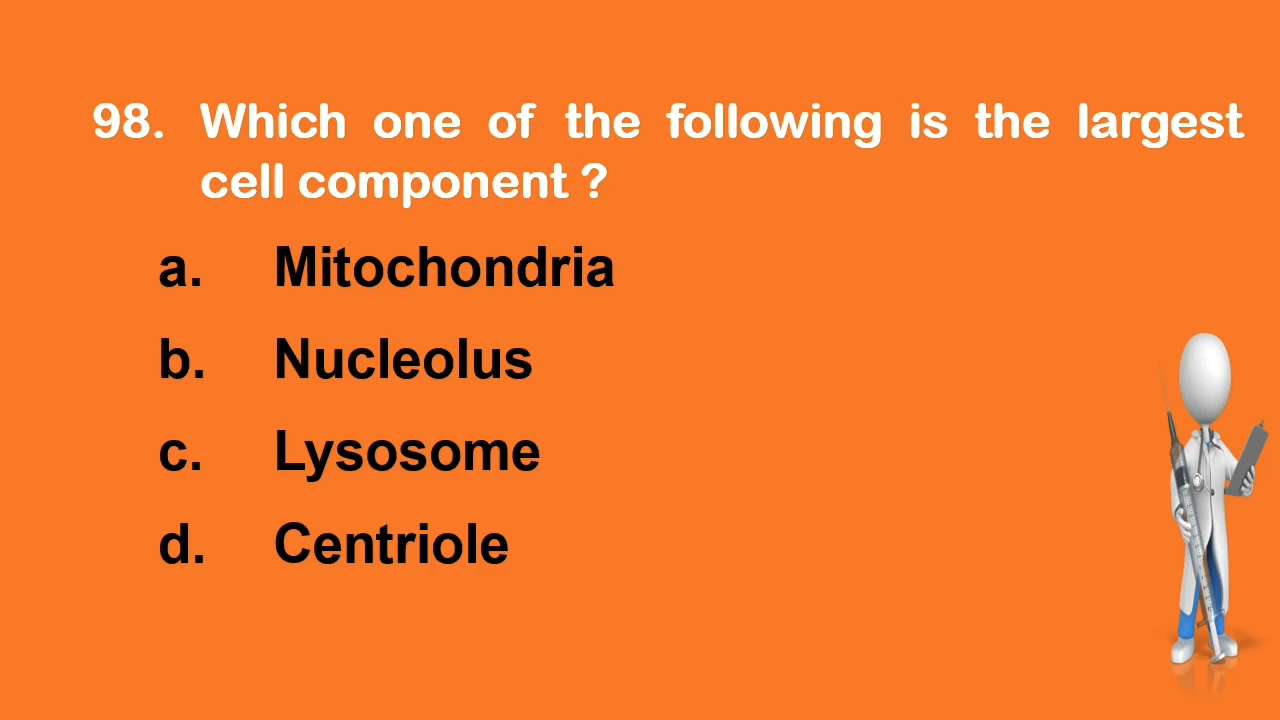 98. Which one of the following is the largest
cell component ?
a. Mitochondria
b. Nucleolus
c. Lysosome
d. Centriole